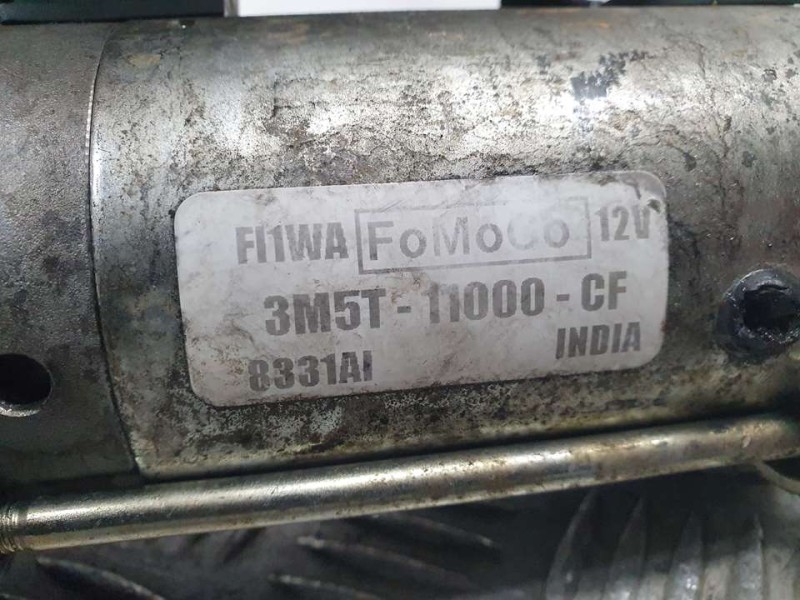 FI1WA FoMoCo 12V
3M5T - 11000 - CF
8331AI INDIA